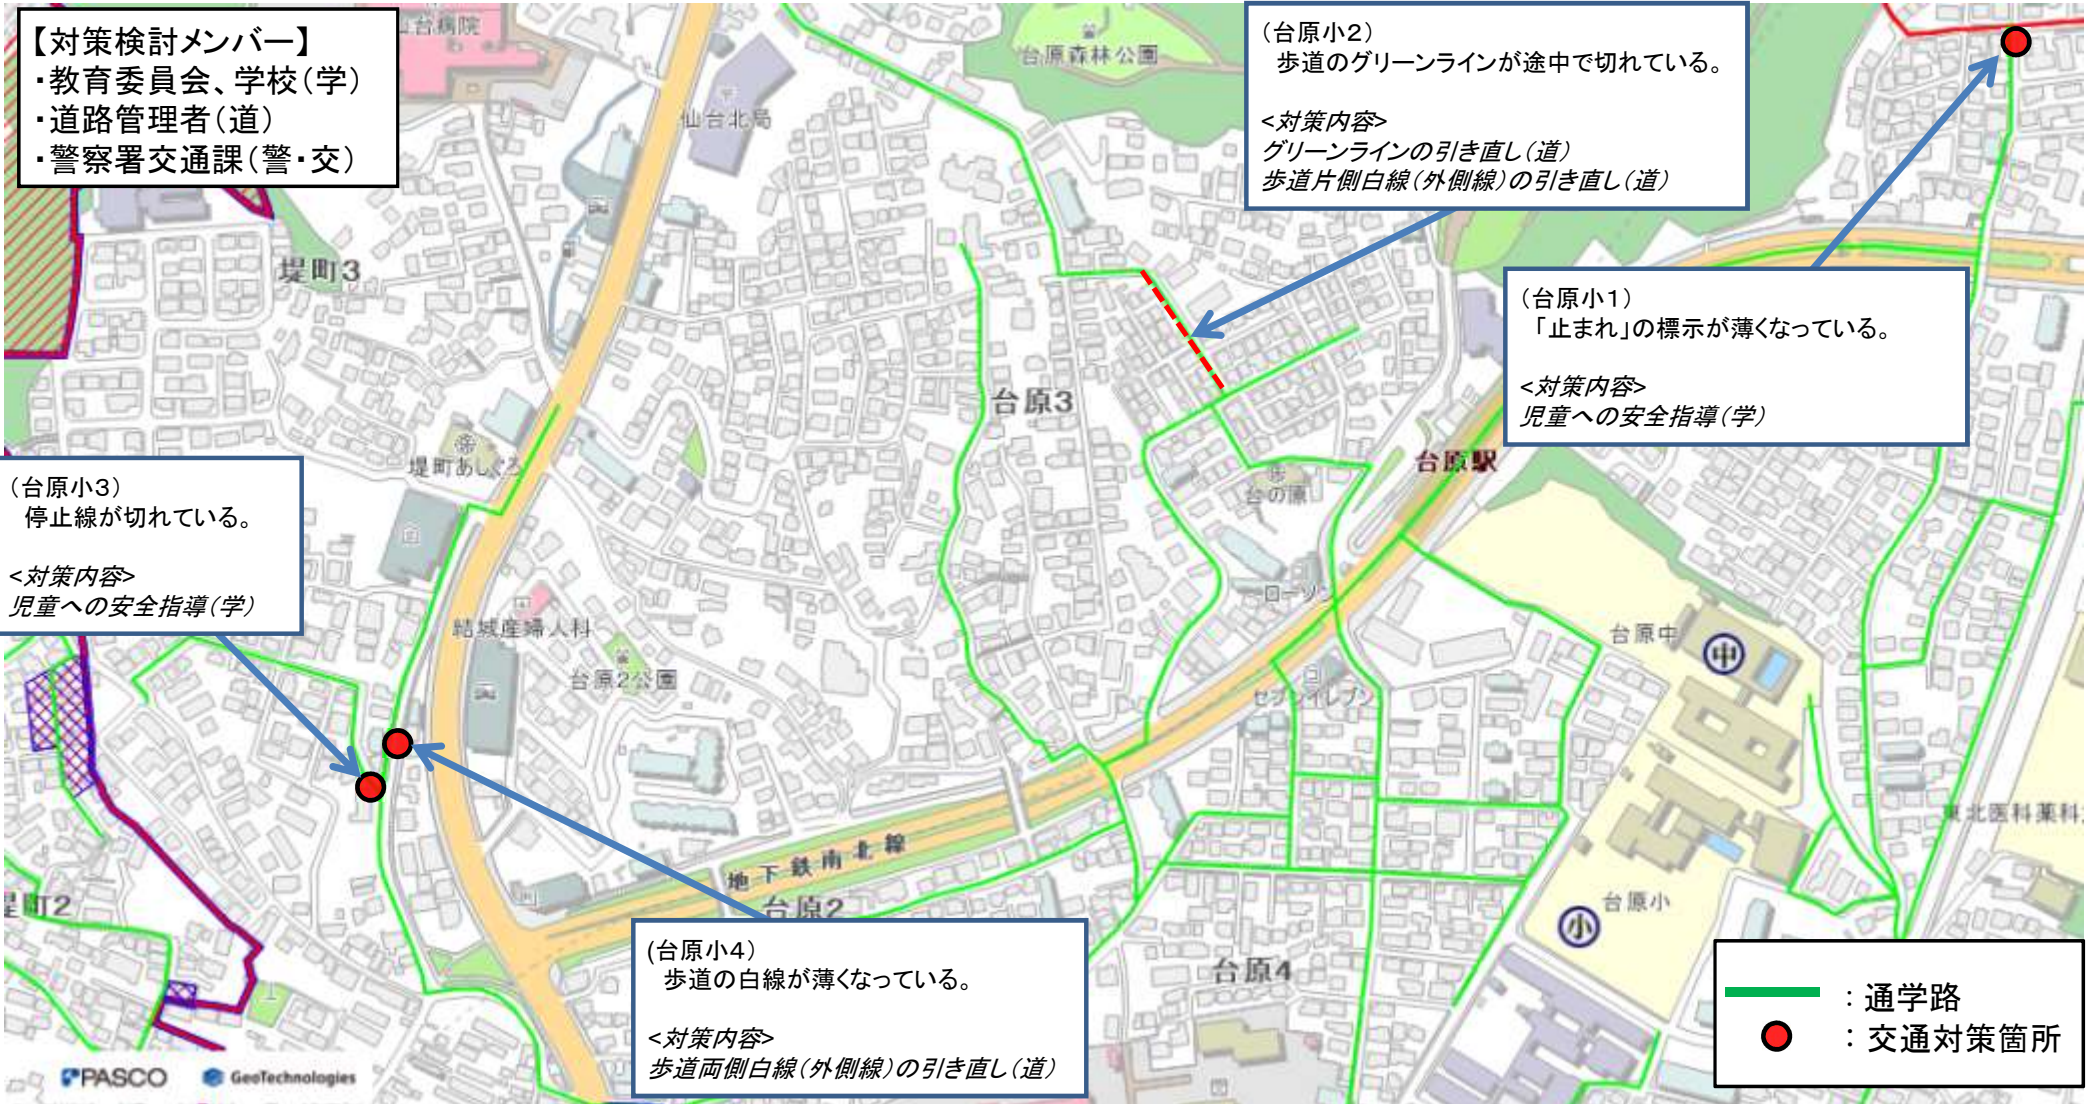 【対策検討メンバー】
・教育委員会、学校(学)
・道路管理者(道)
・警察署交通課(警・交)
台原森林公園
仙台北局
堤町3
(台原小2)
歩道のグリーンラインが途中で切れている。
<対策内容>
グリーンラインの引き直し(道)
歩道片側白線(外側線)の引き直し(道)
(台原小1)
「止まれ」の標示が薄くなっている。
<対策内容>
児童への安全指導(学)
台原3
台原駅
台の原
(台原小3)
停止線が切れている。
<対策内容>
児童への安全指導(学)
結城産婦人科
台原2公園
ローソン
セブンイレブン
台原中
中
地下鉄南北線
台原2
台原小
小
台原4
(台原小4)
歩道の白線が薄くなっている。
<対策内容>
歩道両側白線(外側線)の引き直し(道)
:通学路
:交通対策箇所
PASCO
GeoTechnologies